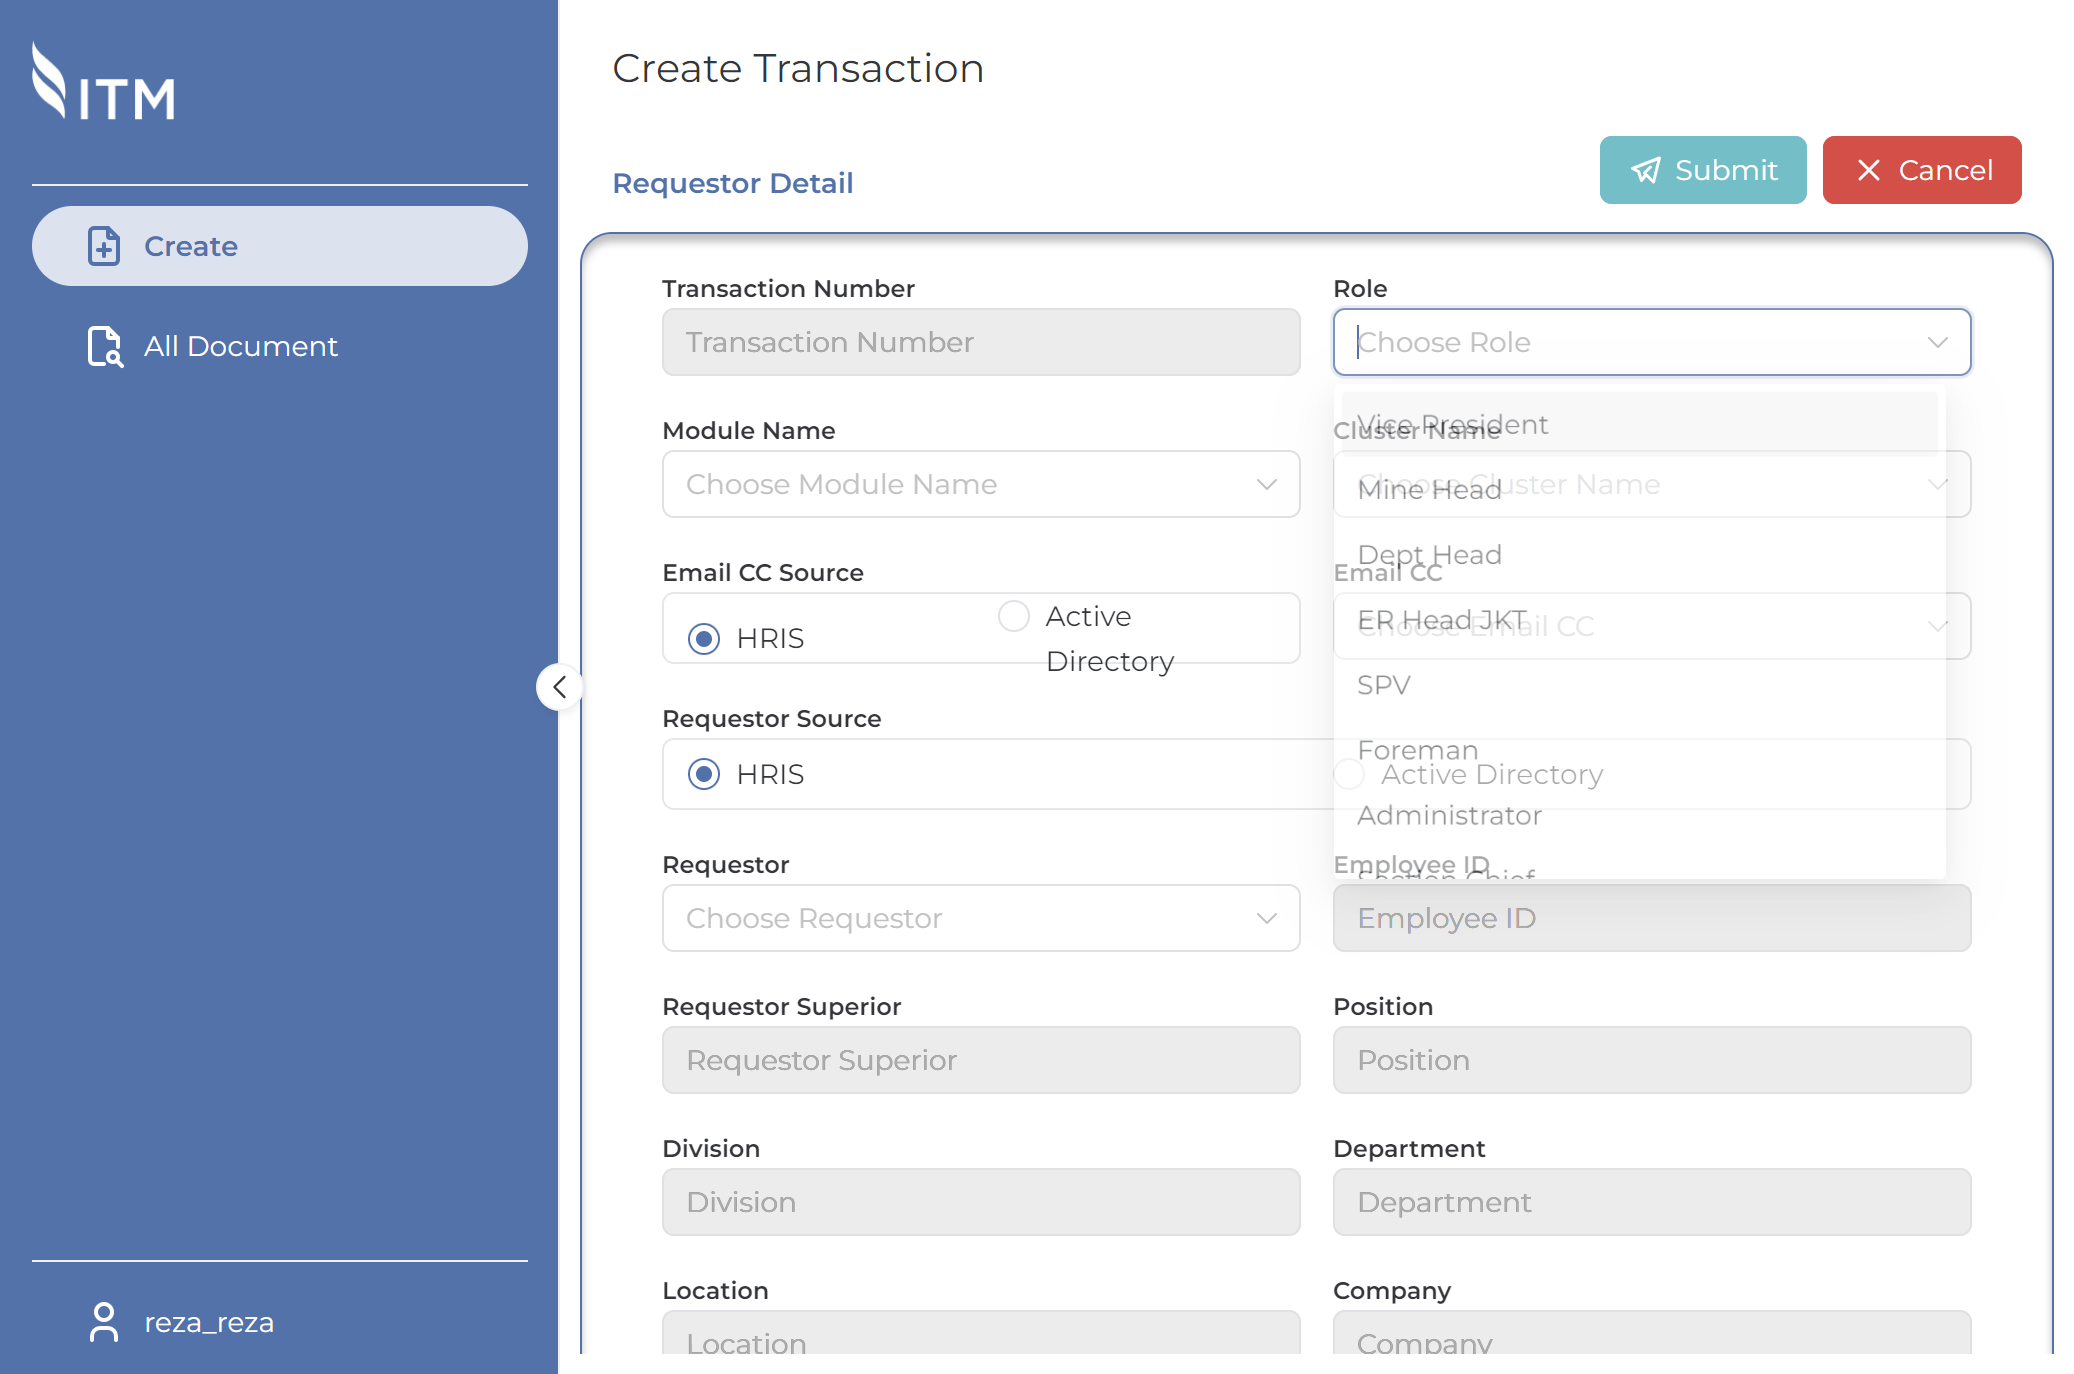 ITM
Create
All Document
reza_reza
Create Transaction
Requestor Detail
Submit
Cancel
Transaction Number
Transaction Number
Role
Choose Role
Vice President
Mine Head
Dept Head
ER Head JKT
SPV
Foreman
Administrator
Section Chief
Module Name
Choose Module Name
Cluster Name
Choose Cluster Name
Email CC Source
HRIS
Active
Directory
Email CC
Choose Email CC
Requestor Source
HRIS
Active Directory
Requestor
Choose Requestor
Employee ID
Employee ID
Requestor Superior
Requestor Superior
Position
Position
Division
Division
Department
Department
Location
Location
Company
Company